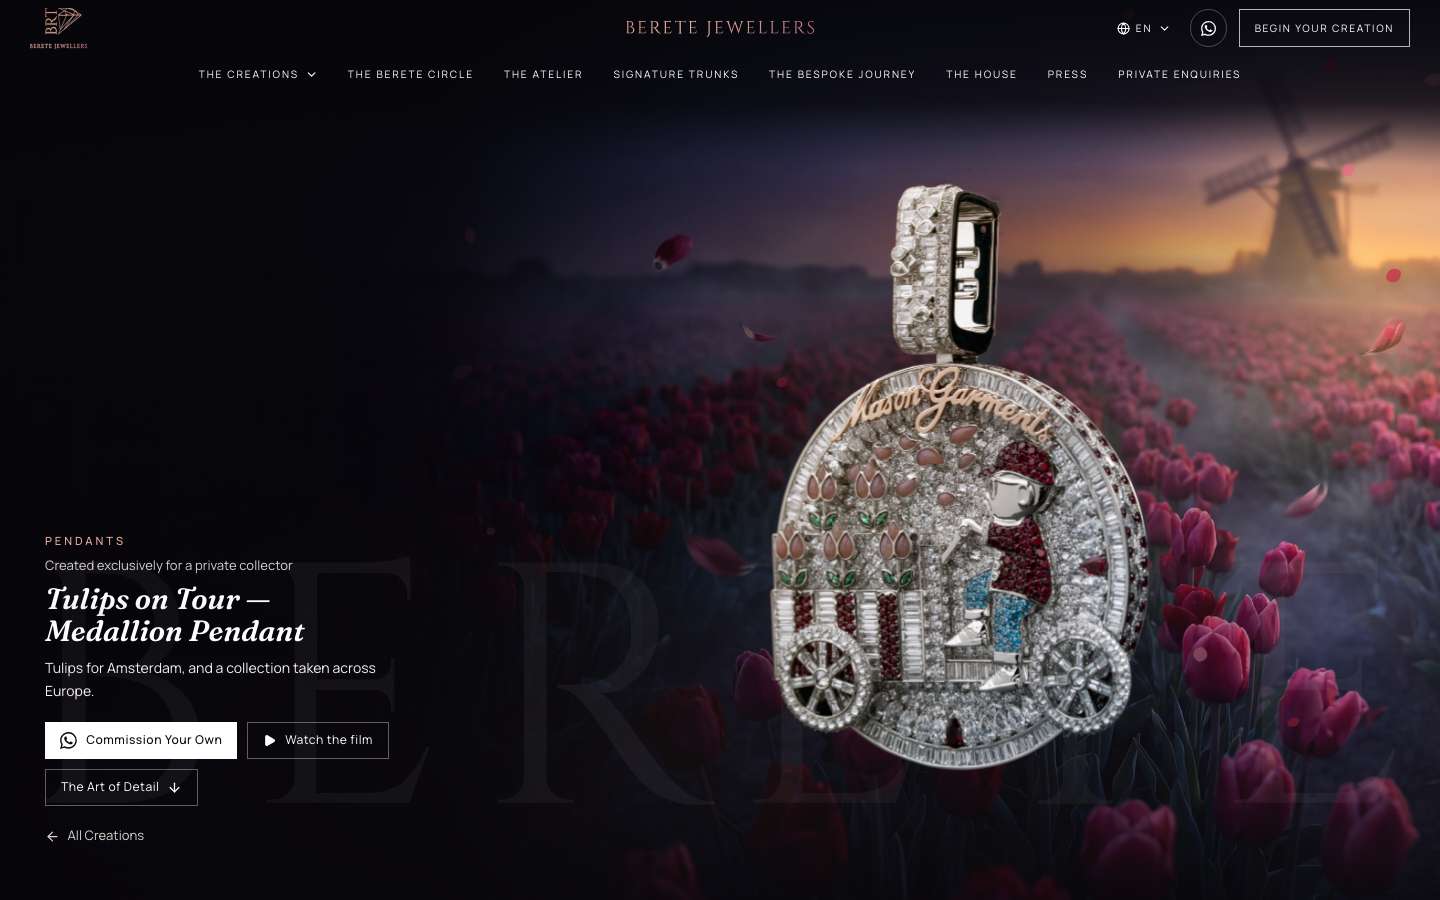 BRT
BERETE JEWELLERS
BERETE JEWELLERS
EN
BEGIN YOUR CREATION
THE CREATIONS
THE BERETE CIRCLE
THE ATELIER
SIGNATURE TRUNKS
THE BESPOKE JOURNEY
THE HOUSE
PRESS
PRIVATE ENQUIRIES
Mason Garments
PENDANTS
Created exclusively for a private collector
Tulips on Tour —
Medallion Pendant
Tulips for Amsterdam, and a collection taken across
Europe.
Commission Your Own
Watch the film
The Art of Detail
All Creations
BERETE